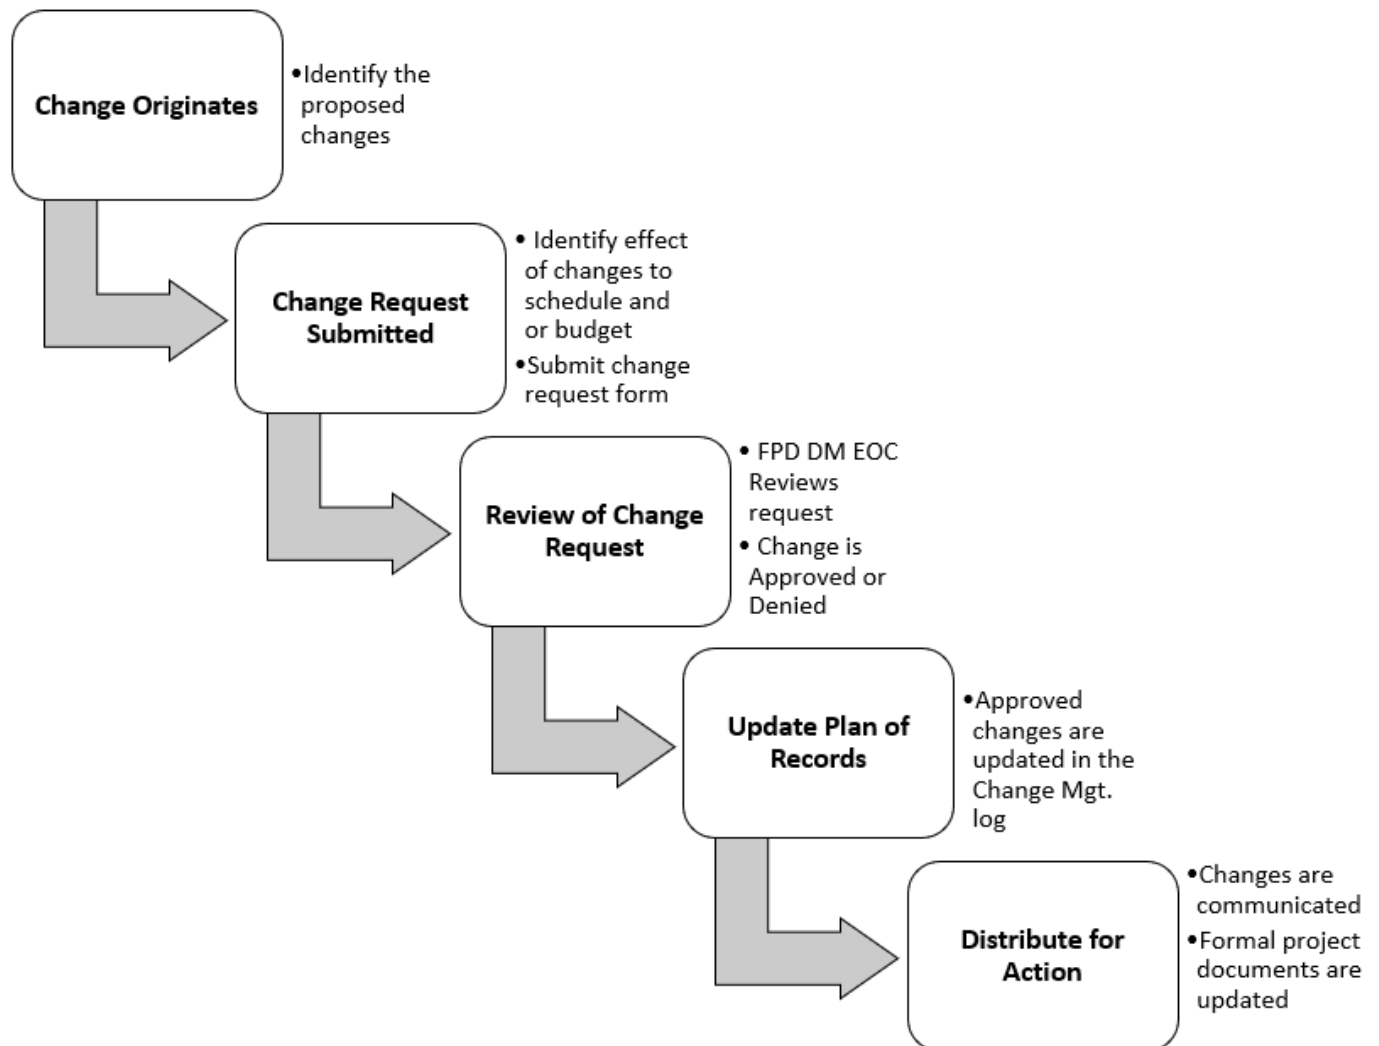 Change Originates
•Identify the
proposed
changes
Change Request
Submitted
• Identify effect
of changes to
schedule and
or budget
•Submit change
request form
Review of Change
Request
• FPD DM EOC
Reviews
request
• Change is
Approved or
Denied
Update Plan of
Records
•Approved
changes are
updated in the
Change Mgt.
log
Distribute for
Action
•Changes are
communicated
•Formal project
documents are
updated